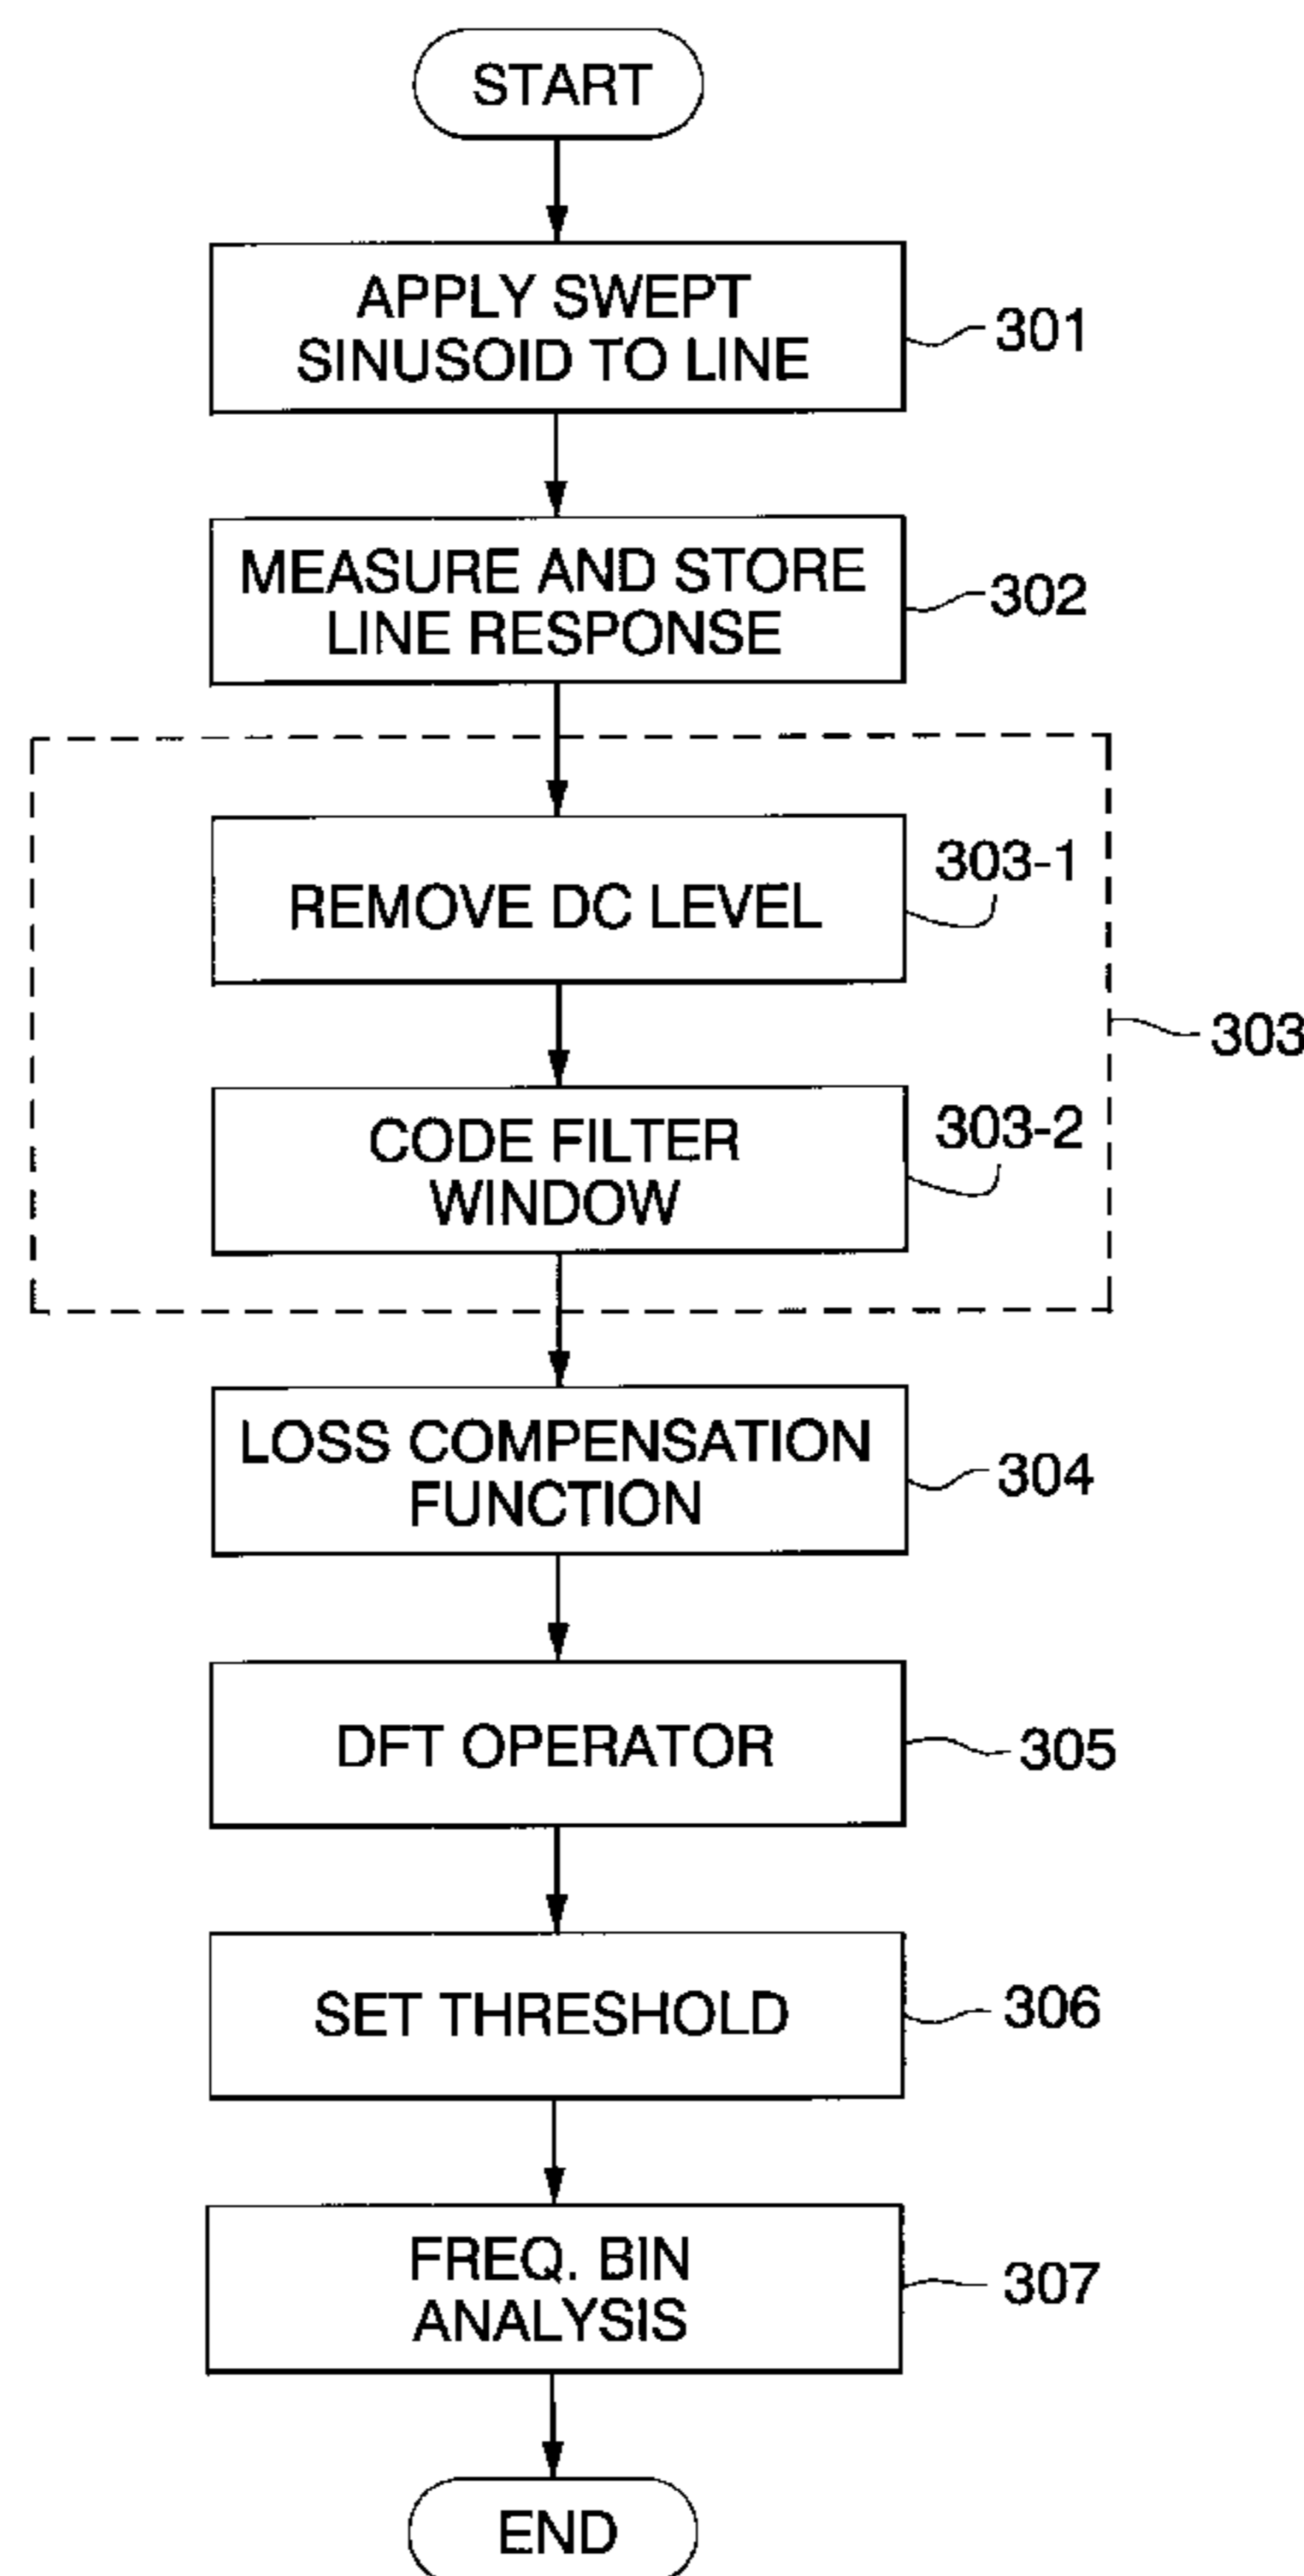 START
APPLY SWEPT
SINUSOID TO LINE
301
MEASURE AND STORE
LINE RESPONSE
302
REMOVE DC LEVEL
303-1
303
CODE FILTER
WINDOW
303-2
LOSS COMPENSATION
FUNCTION
304
DFT OPERATOR
305
SET THRESHOLD
306
FREQ. BIN
ANALYSIS
307
END